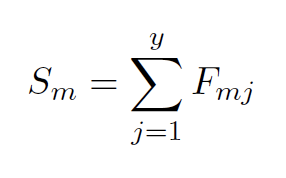 S_m = \sum_{j=1}^{y} F_{mj}